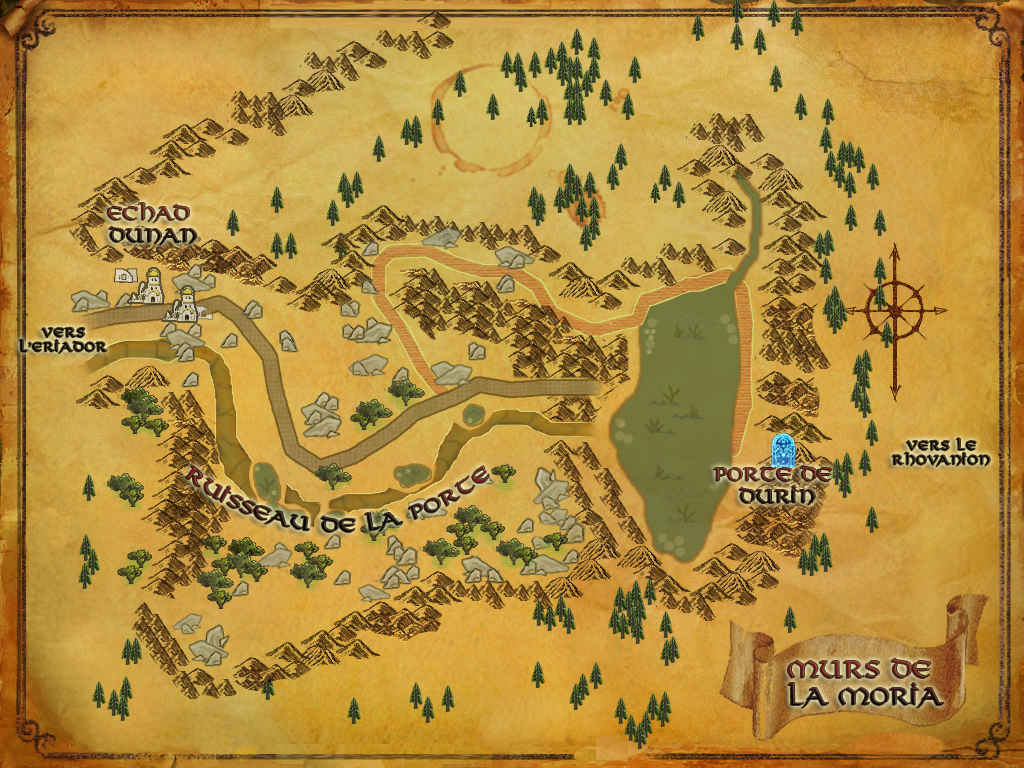 ECHAD
DUNAN
VERS
L'ERIADOR
VERS LE
RHOVANION
PORTE DE
DURIN
RUISSEAU DE LA PORTE
MURS DE
LA MORIA